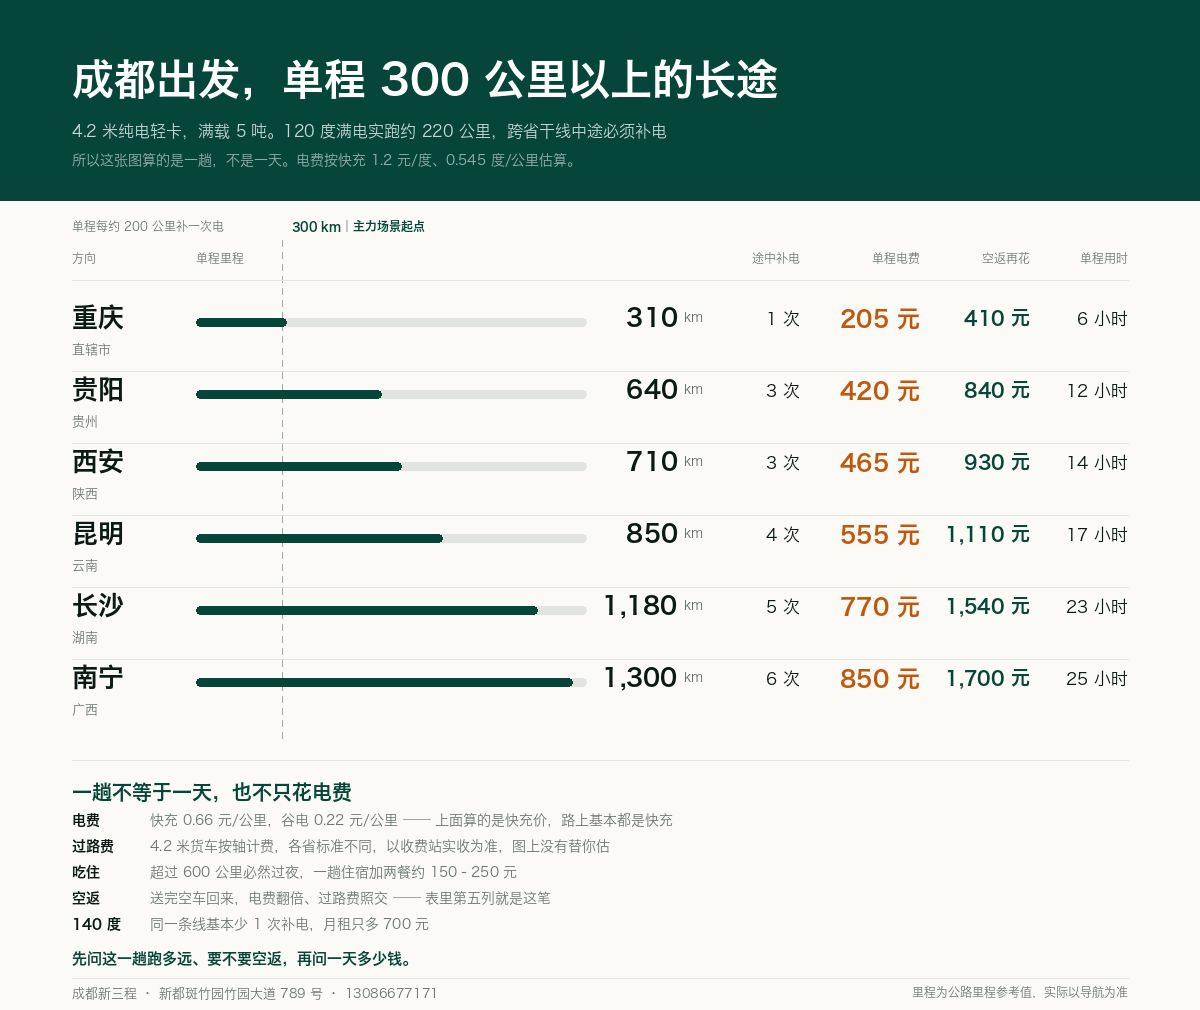 成都出发，单程 300 公里以上的长途
4.2 米纯电轻卡，满载 5 吨。120 度满电实跑约 220 公里，跨省干线中途必须补电
所以这张图算的是一趟，不是一天。电费按快充 1.2 元/度、0.545 度/公里估算。
单程每约 200 公里补一次电 300 km | 主力场景起点
方向 单程里程 途中补电 单程电费 空返再花 单程用时
重庆 310 km 1 次 205 元 410 元 6 小时
直辖市
贵阳 640 km 3 次 420 元 840 元 12 小时
贵州
西安 710 km 3 次 465 元 930 元 14 小时
陕西
昆明 850 km 4 次 555 元 1,110 元 17 小时
云南
长沙 1,180 km 5 次 770 元 1,540 元 23 小时
湖南
南宁 1,300 km 6 次 850 元 1,700 元 25 小时
广西
一趟不等于一天，也不只花电费
电费 快充 0.66 元/公里，谷电 0.22 元/公里 —— 上面算的是快充价，路上基本都是快充
过路费 4.2 米货车按轴计费，各省标准不同，以收费站实收为准，图上没有替你估
吃住 超过 600 公里必然过夜，一趟住宿加两餐约 150 - 250 元
空返 送完空车回来，电费翻倍、过路费照交 —— 表里第五列就是这笔
140 度 同一条线基本少 1 次补电，月租只多 700 元
先问这一趟跑多远、要不要空返，再问一天多少钱。
成都新三程 · 新都斑竹园竹园大道 789 号 · 13086677171 里程为公路里程参考值，实际以导航为准